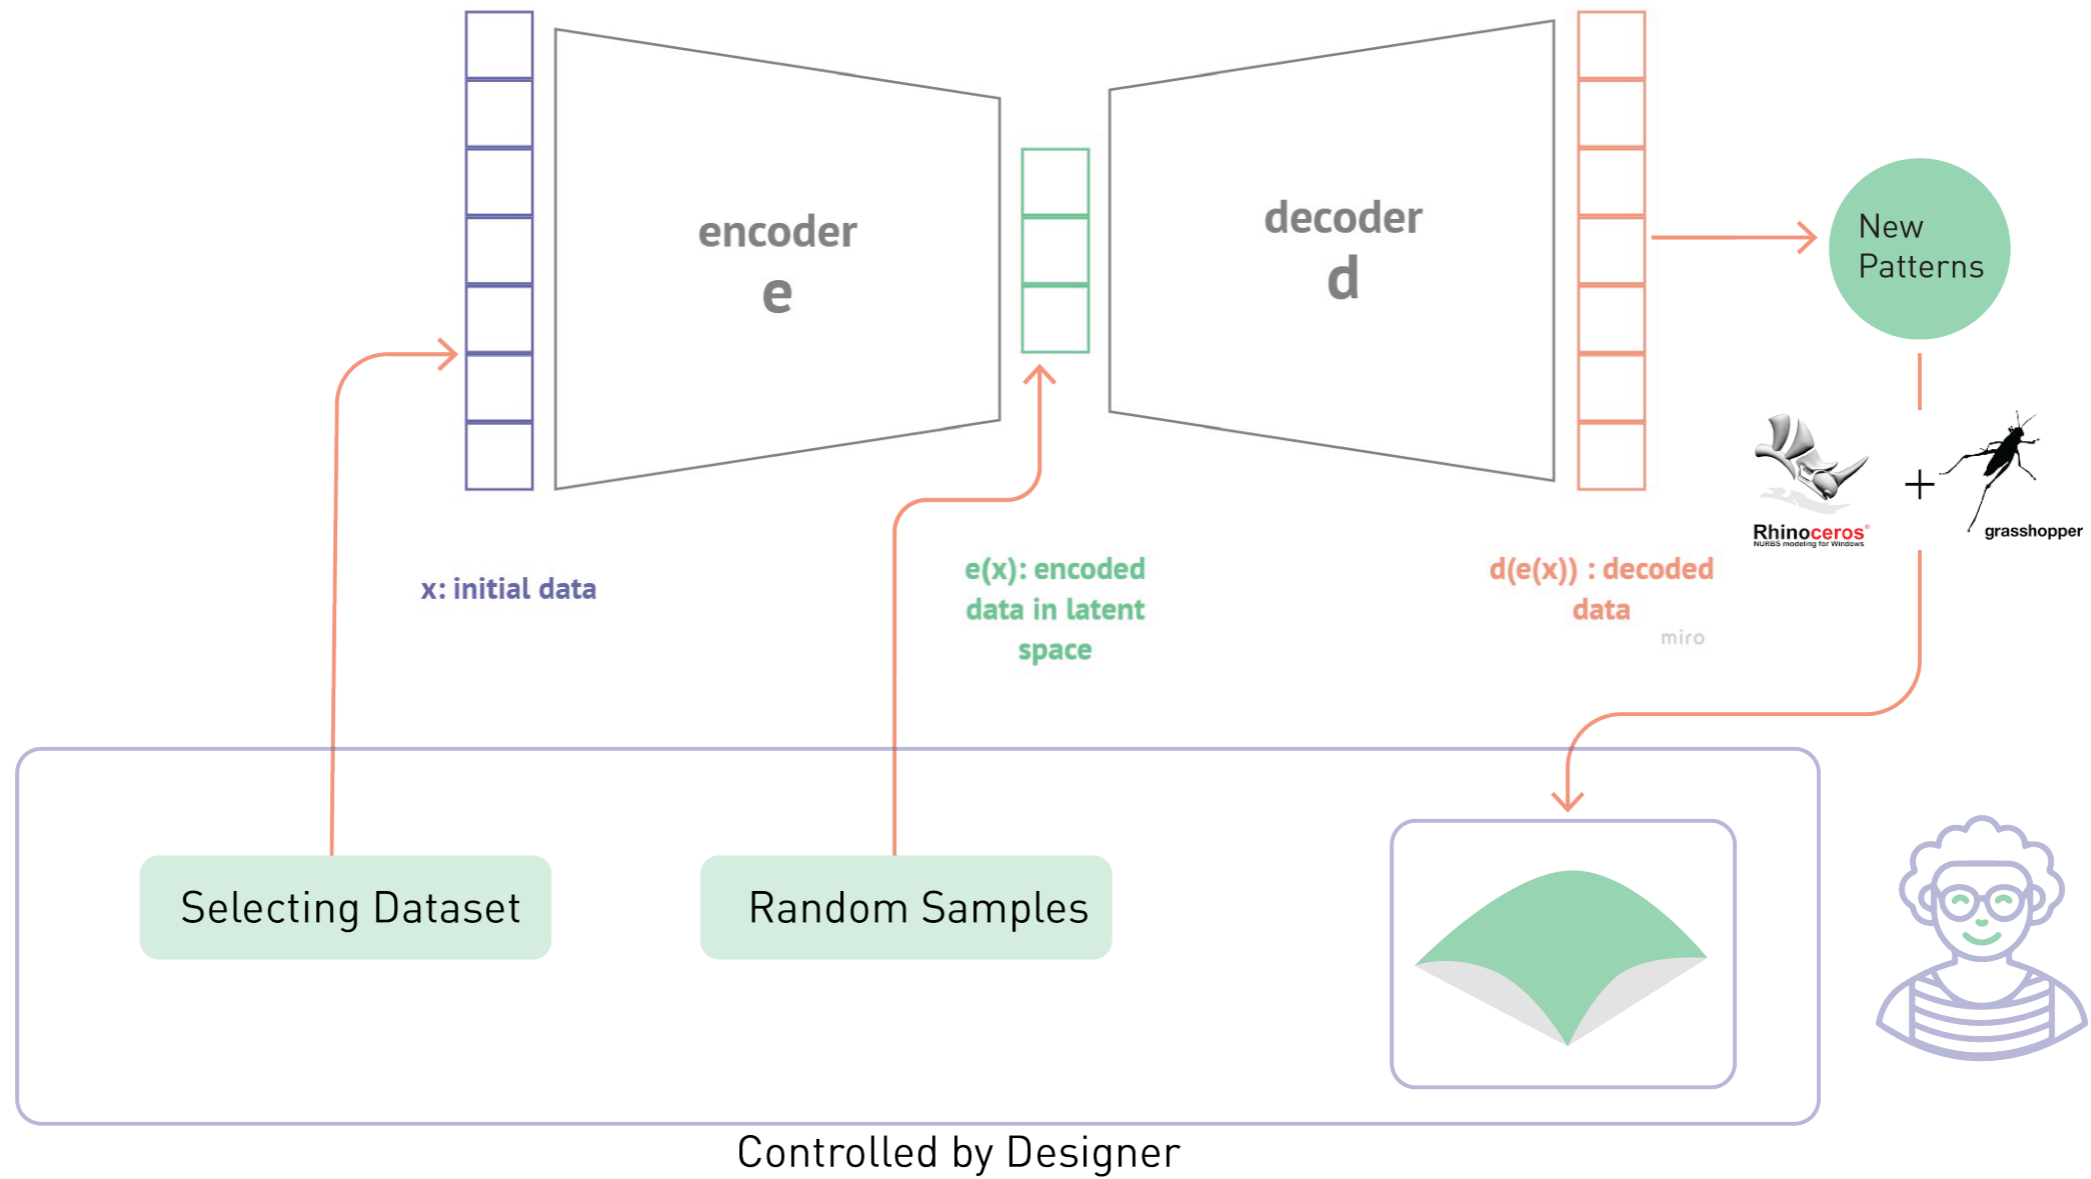 encoder
e
decoder
d
New
Patterns
Rhinoceros®
NURBS modeling for Windows
+
grasshopper
x: initial data
e(x): encoded
data in latent
space
d(e(x)) : decoded
data
miro
Selecting Dataset
Random Samples
Controlled by Designer